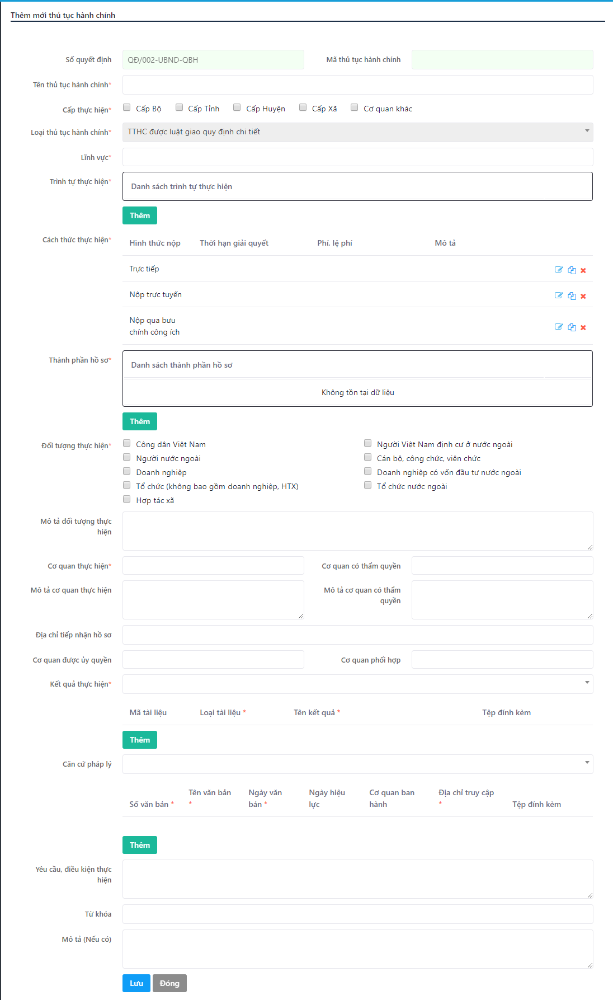 Thêm mới thủ tục hành chính
Số quyết định QĐ/002-UBND-QBH Mã thủ tục hành chính
Tên thủ tục hành chính*
Cấp thực hiện* Cấp Bộ Cấp Tỉnh Cấp Huyện Cấp Xã Cơ quan khác
Loại thủ tục hành chính* TTHC được luật giao quy định chi tiết
Lĩnh vực*
Trình tự thực hiện* Danh sách trình tự thực hiện
Thêm
Cách thức thực hiện* Hình thức nộp Thời hạn giải quyết Phí, lệ phí Mô tả
Trực tiếp
Nộp trực tuyến
Nộp qua bưu
chính công ích
Thành phần hồ sơ* Danh sách thành phần hồ sơ
Không tồn tại dữ liệu
Thêm
Đối tượng thực hiện* Công dân Việt Nam Người Việt Nam định cư ở nước ngoài
Người nước ngoài Cán bộ, công chức, viên chức
Doanh nghiệp Doanh nghiệp có vốn đầu tư nước ngoài
Tổ chức (không bao gồm doanh nghiệp, HTX) Tổ chức nước ngoài
Hợp tác xã
Mô tả đối tượng thực
hiện
Cơ quan thực hiện* Cơ quan có thẩm quyền
Mô tả cơ quan thực hiện Mô tả cơ quan có thẩm
quyền
Địa chỉ tiếp nhận hồ sơ
Cơ quan được ủy quyền Cơ quan phối hợp
Kết quả thực hiện*
Mã tài liệu Loại tài liệu * Tên kết quả * Tệp đính kèm
Thêm
Căn cứ pháp lý
Tên văn bản Ngày văn Ngày hiệu Cơ quan ban Địa chỉ truy cập
Số văn bản * * bản * lực hành * Tệp đính kèm
Thêm
Yêu cầu, điều kiện thực
hiện
Từ khóa
Mô tả (Nếu có)
Lưu Đóng